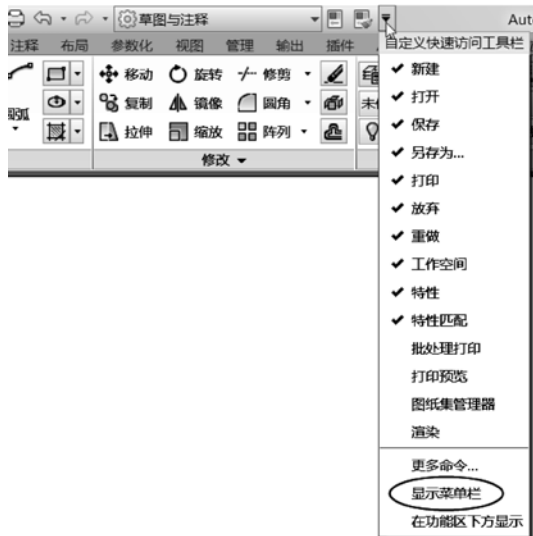 草图与注释
Aut
注释 布局 参数化 视图 管理 输出 插件
自定义快速访问工具栏
移动 旋转 修剪
圆弧 复制 镜像 圆角
拉伸 缩放 阵列
修改
新建
打开
保存
另存为...
打印
放弃
重做
工作空间
特性
特性匹配
批处理打印
打印预览
图纸集管理器
渲染
更多命令...
显示菜单栏
在功能区下方显示